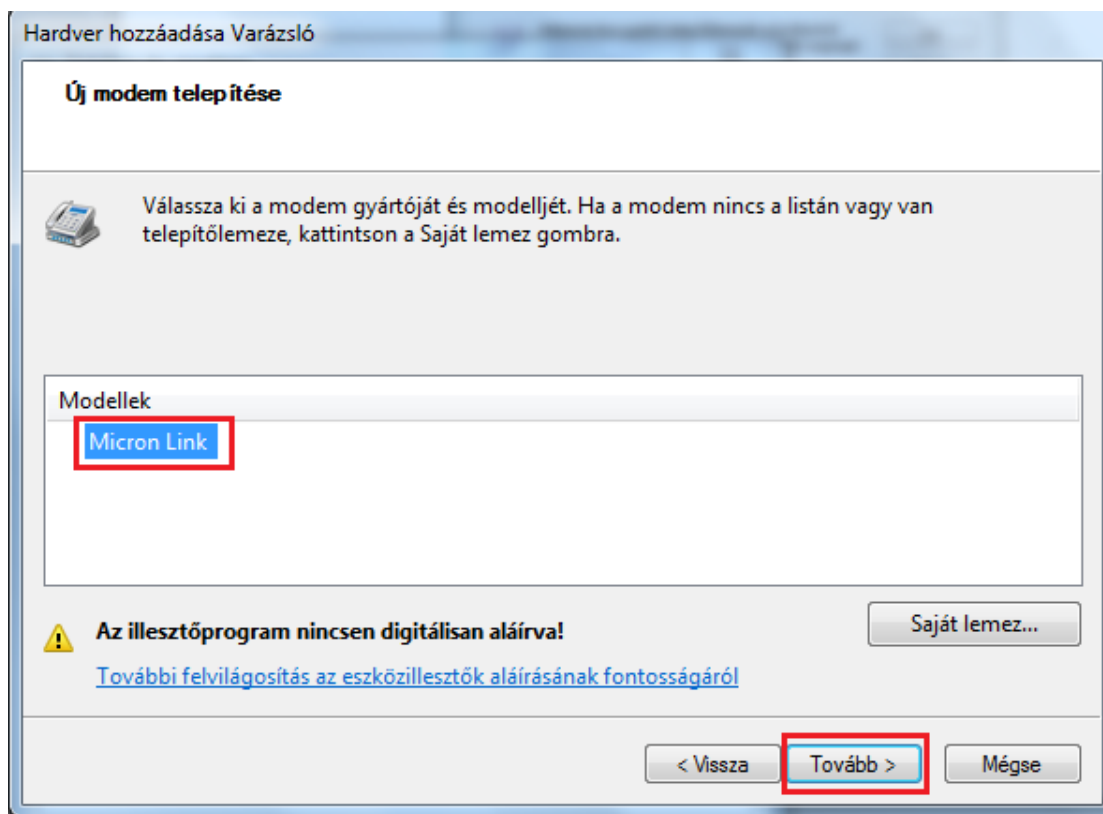 Hardver hozzáadása Varázsló
Új modem telepítése
Válassza ki a modem gyártóját és modelljét. Ha a modem nincs a listán vagy van
telepítőlemeze, kattintson a Saját lemez gombra.
Modellek
Micron Link
Az illesztőprogram nincsen digitálisan aláírva!
Saját lemez...
További felvilágosítás az eszközillesztők aláírásának fontosságáról
< Vissza
Tovább >
Mégse